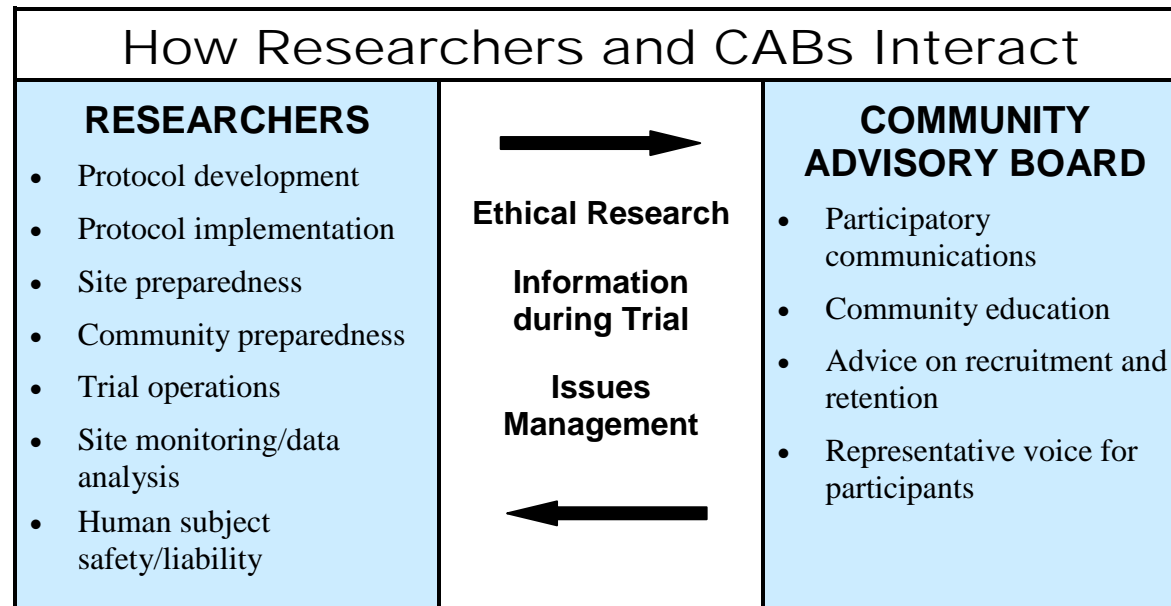 How Researchers and CABs Interact
RESEARCHERS
• Protocol development
• Protocol implementation
• Site preparedness
• Community preparedness
• Trial operations
• Site monitoring/data
analysis
• Human subject
safety/liability
Ethical Research
Information
during Trial
Issues
Management
COMMUNITY
ADVISORY BOARD
• Participatory
communications
• Community education
• Advice on recruitment and
retention
• Representative voice for
participants